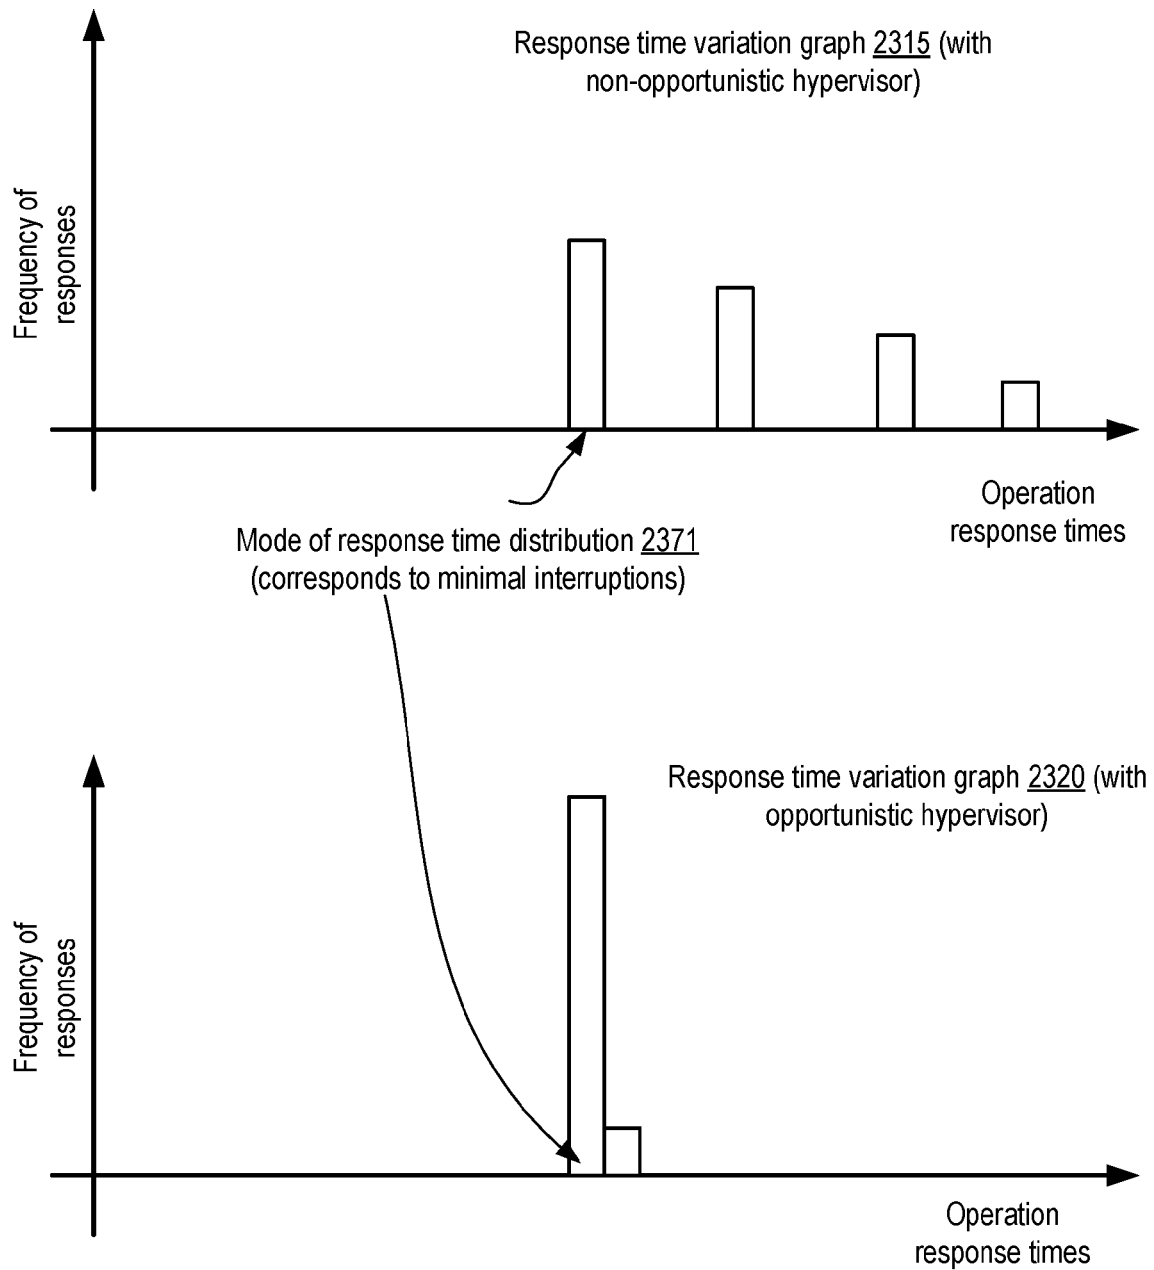 Response time variation graph 2315 (with
non-opportunistic hypervisor)
Frequency of
responses
Operation
response times
Mode of response time distribution 2371
(corresponds to minimal interruptions)
Response time variation graph 2320 (with
opportunistic hypervisor)
Frequency of
responses
Operation
response times